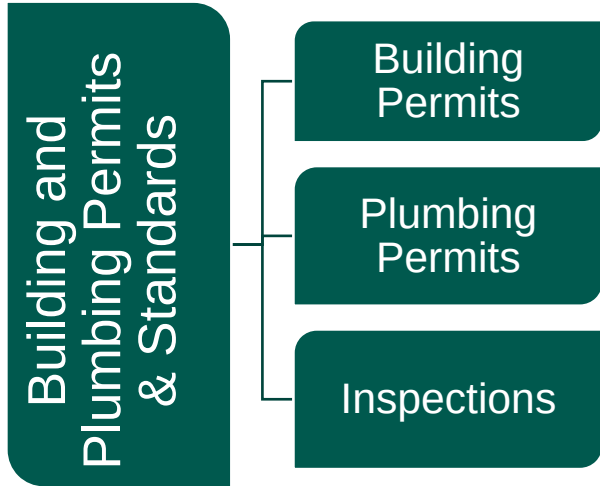 Building and
Plumbing Permits
& Standards
Building
Permits
Plumbing
Permits
Inspections